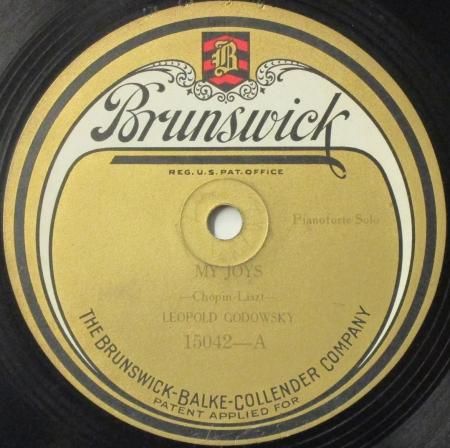 B
Brunswick
REG. U.S. PAT. OFFICE
Pianoforte Solo
MY JOYS
—Chopin-Liszt—
LEOPOLD GODOWSKY
15042—A
THE BRUNSWICK-BALKE-COLLENDER COMPANY
PATENT APPLIED FOR